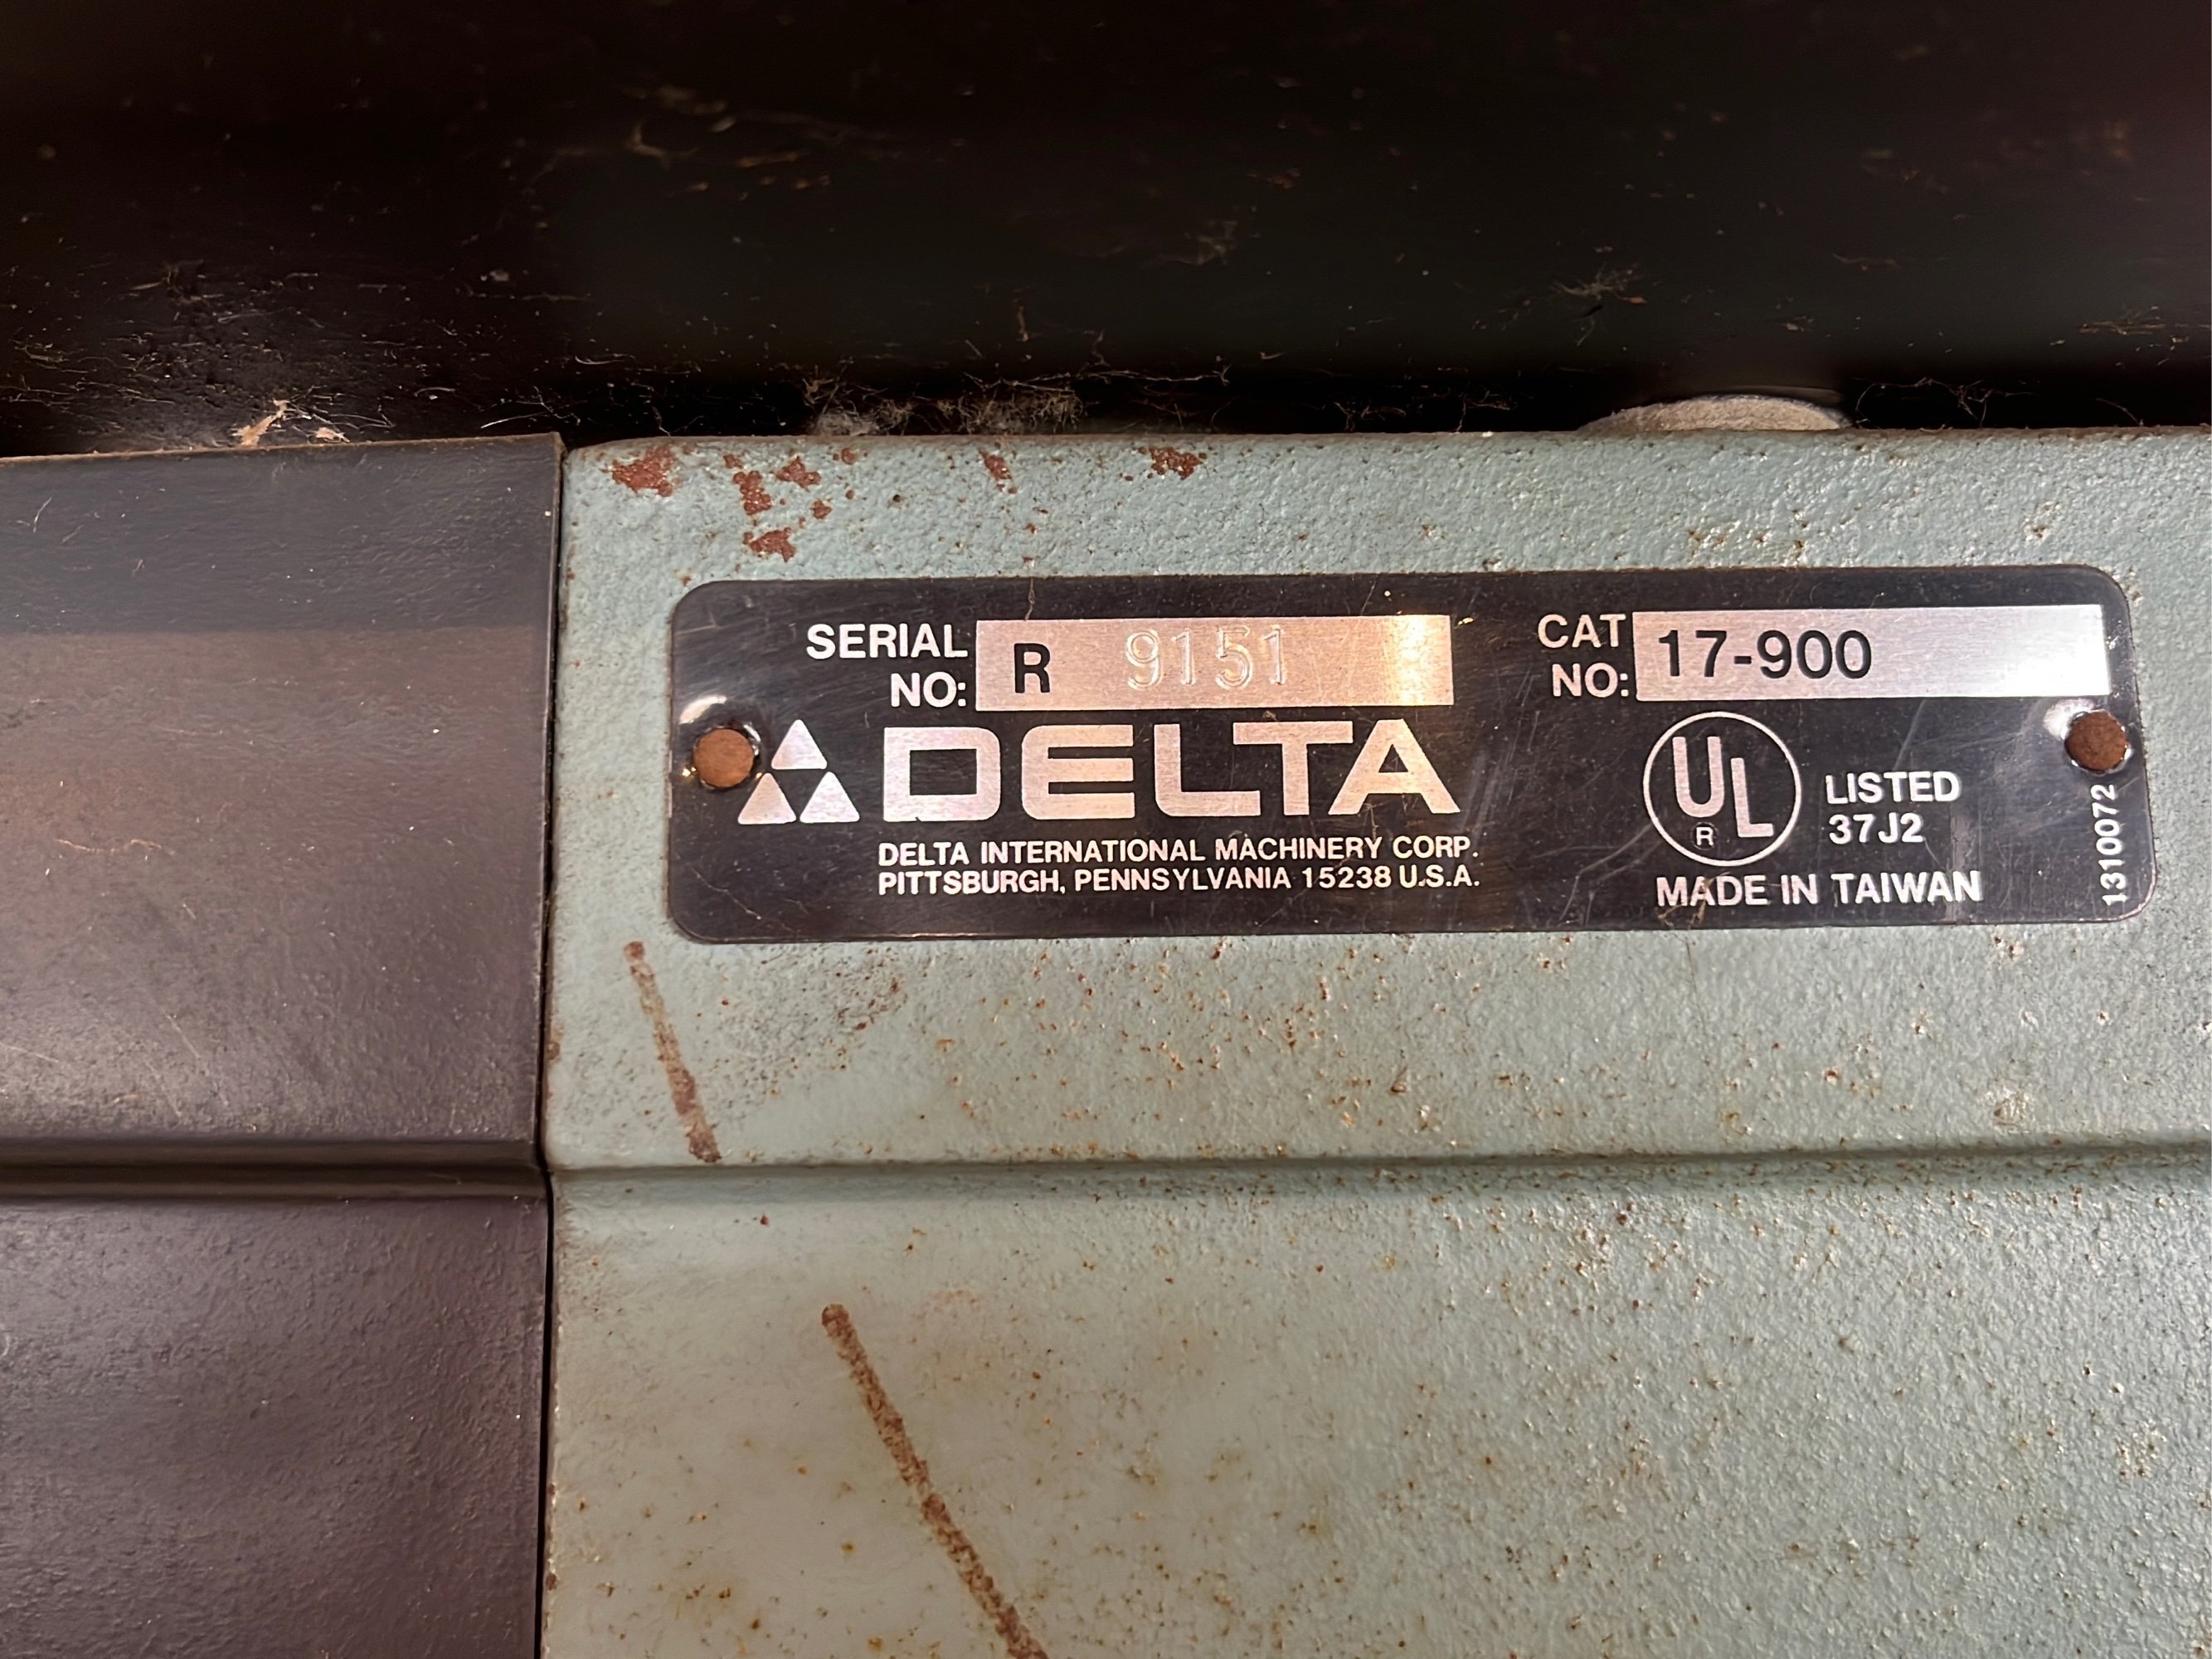 SERIAL NO: R 9151
CAT NO: 17-900
DELTA
DELTA INTERNATIONAL MACHINERY CORP.
PITTSBURGH, PENNSYLVANIA 15238 U.S.A.
UL R
LISTED
37J2
MADE IN TAIWAN
1310072